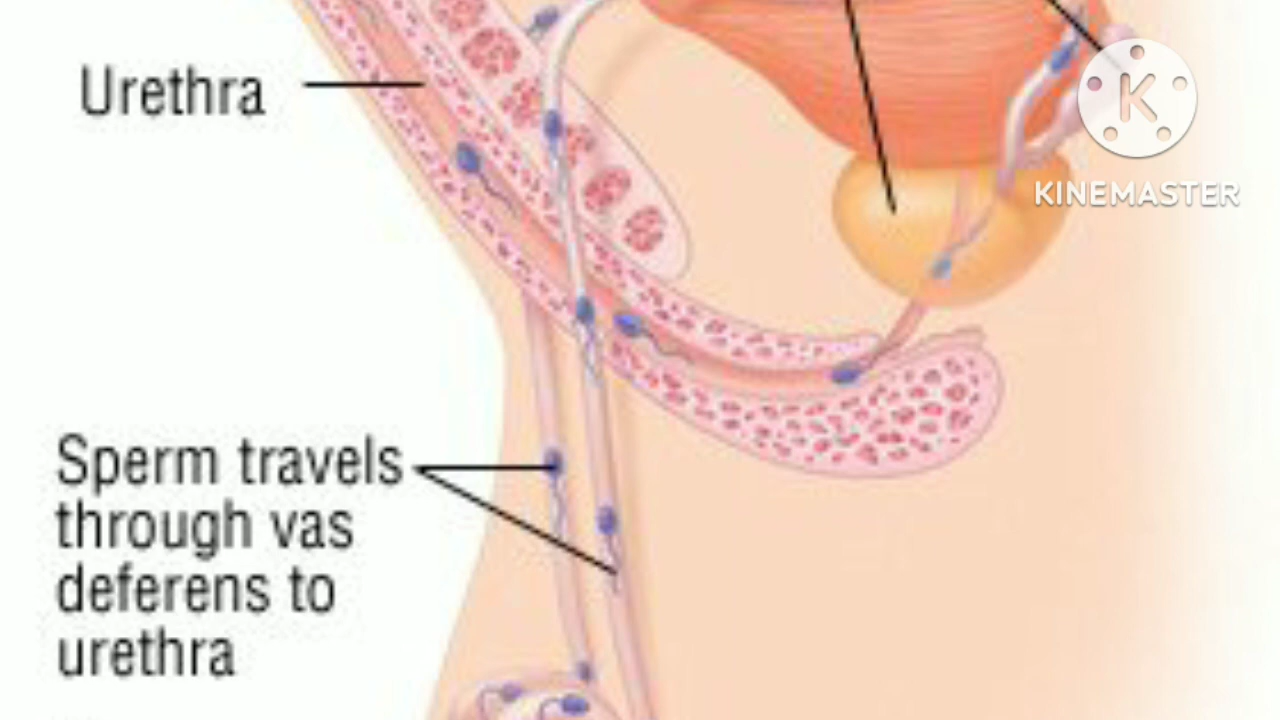 Urethra
K
KINEMASTER
Sperm travels
through vas
deferens to
urethra